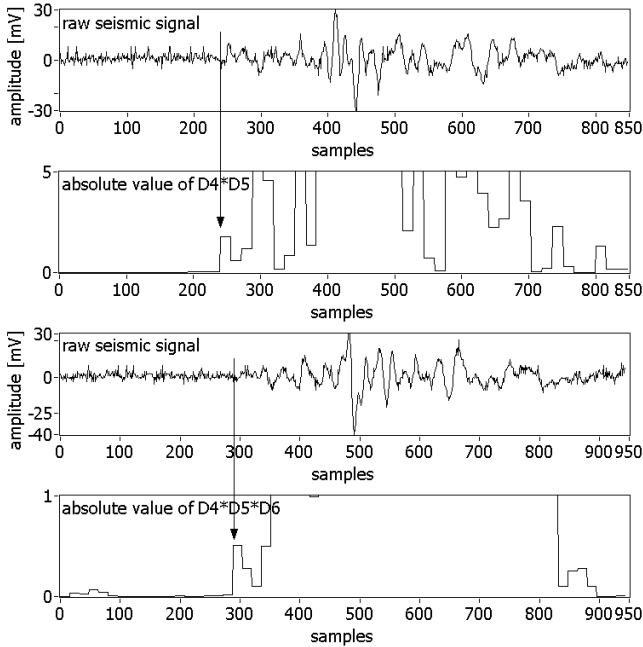 30
raw seismic signal
amplitude [mV]
0
-30
0 100 200 300 400 500 600 700 800 850
samples
5
absolute value of D4*D5
0
0 100 200 300 400 500 600 700 800 850
samples
30
raw seismic signal
amplitude [mV]
0
-25
-40
0 100 200 300 400 500 600 700 800 900 950
samples
1
absolute value of D4*D5*D6
0
0 100 200 300 400 500 600 700 800 900 950
samples